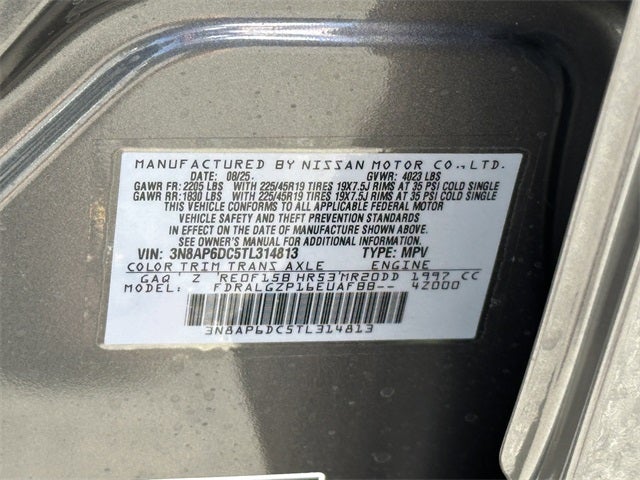 MANUFACTURED BY NISSAN MOTOR CO.,LTD.
DATE: 08/25. GVWR: 4023 LBS
GAWR FR: 2205 LBS WITH 225/45R19 TIRES 19X7.5J RIMS AT 35 PSI COLD SINGLE
GAWR RR: 1830 LBS WITH 225/45R19 TIRES 19X7.5J RIMS AT 35 PSI COLD SINGLE
THIS VEHICLE CONFORMS TO ALL APPLICABLE FEDERAL MOTOR
VEHICLE SAFETY AND THEFT PREVENTION STANDARDS
IN EFFECT ON THE DATE OF MANUFACTURE SHOWN ABOVE.
SEE OWNER'S MANUAL FOR ADDITIONAL INFORMATION.
VIN: 3N8AP6DC5TL314813 TYPE: MPV
COLOR TRIM TRANS AXLE ENGINE
GAQ' Z 'RE0F15B HR53'MR20DD 1997 CC
MODEL: FDRALGZP16EUAFBB-- 42000
3N8AP6DC5TL314813